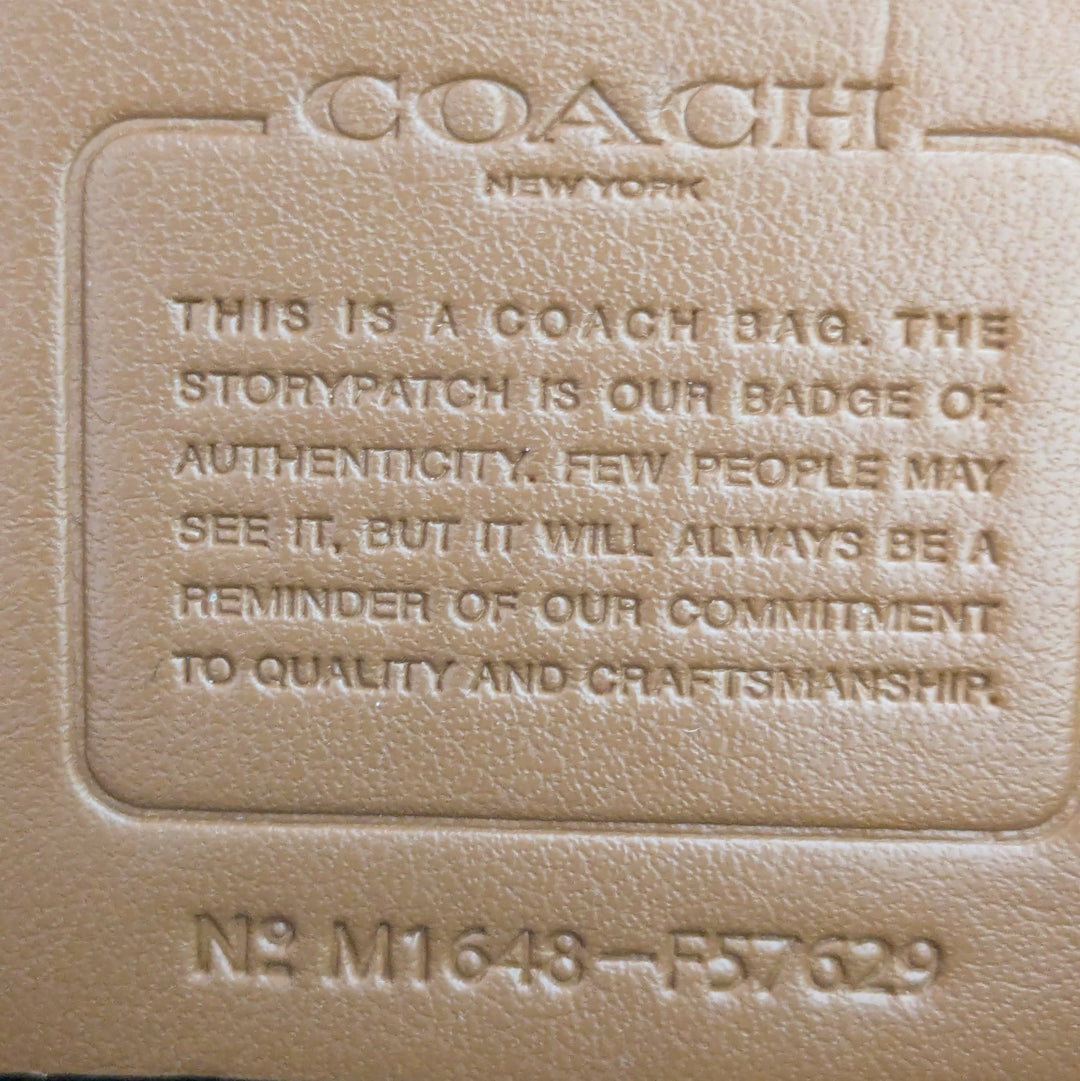 COACH
NEW YORK
THIS IS A COACH BAG. THE
STORYPATCH IS OUR BADGE OF
AUTHENTICITY. FEW PEOPLE MAY
SEE IT, BUT IT WILL ALWAYS BE A
REMINDER OF OUR COMMITMENT
TO QUALITY AND CRAFTSMANSHIP.
Nº M1648-F57629